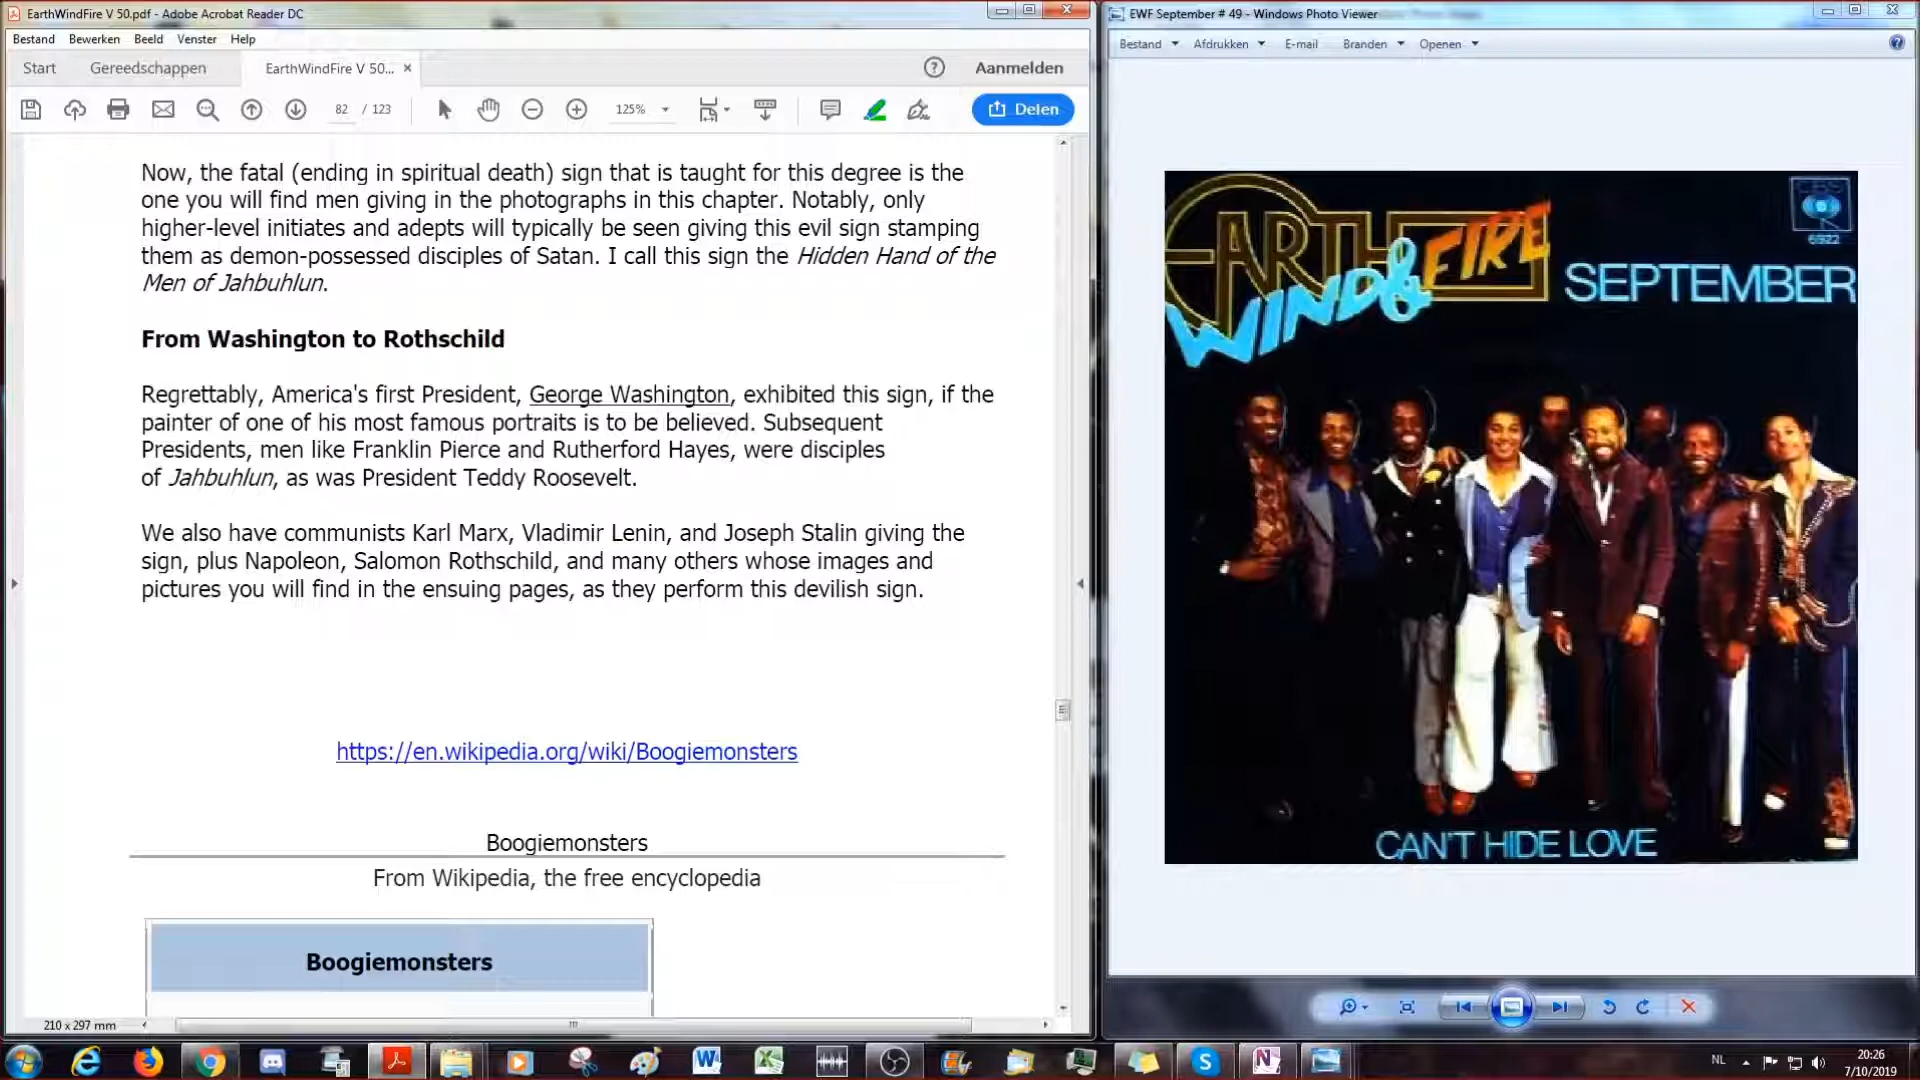 EarthWindFire V 50.pdf - Adobe Acrobat Reader DC
Bestand Bewerken Beeld Venster Help
Start Gereedschappen EarthWindFire V 50... × Aanmelden
82 / 123 125% Delen
Now, the fatal (ending in spiritual death) sign that is taught for this degree is the
one you will find men giving in the photographs in this chapter. Notably, only
higher-level initiates and adepts will typically be seen giving this evil sign stamping
them as demon-possessed disciples of Satan. I call this sign the Hidden Hand of the
Men of Jahbuhlun.
From Washington to Rothschild
Regrettably, America's first President, George Washington, exhibited this sign, if the
painter of one of his most famous portraits is to be believed. Subsequent
Presidents, men like Franklin Pierce and Rutherford Hayes, were disciples
of Jahbuhlun, as was President Teddy Roosevelt.
We also have communists Karl Marx, Vladimir Lenin, and Joseph Stalin giving the
sign, plus Napoleon, Salomon Rothschild, and many others whose images and
pictures you will find in the ensuing pages, as they perform this devilish sign.
https://en.wikipedia.org/wiki/Boogiemonsters
Boogiemonsters
From Wikipedia, the free encyclopedia
Boogiemonsters
210 x 297 mm
EWF September # 49 - Windows Photo Viewer
Bestand Afdrukken E-mail Branden Openen
EARTH
WIND & FIRE
SEPTEMBER
CBS
6922
CAN'T HIDE LOVE
NL
20:26
7/10/2019